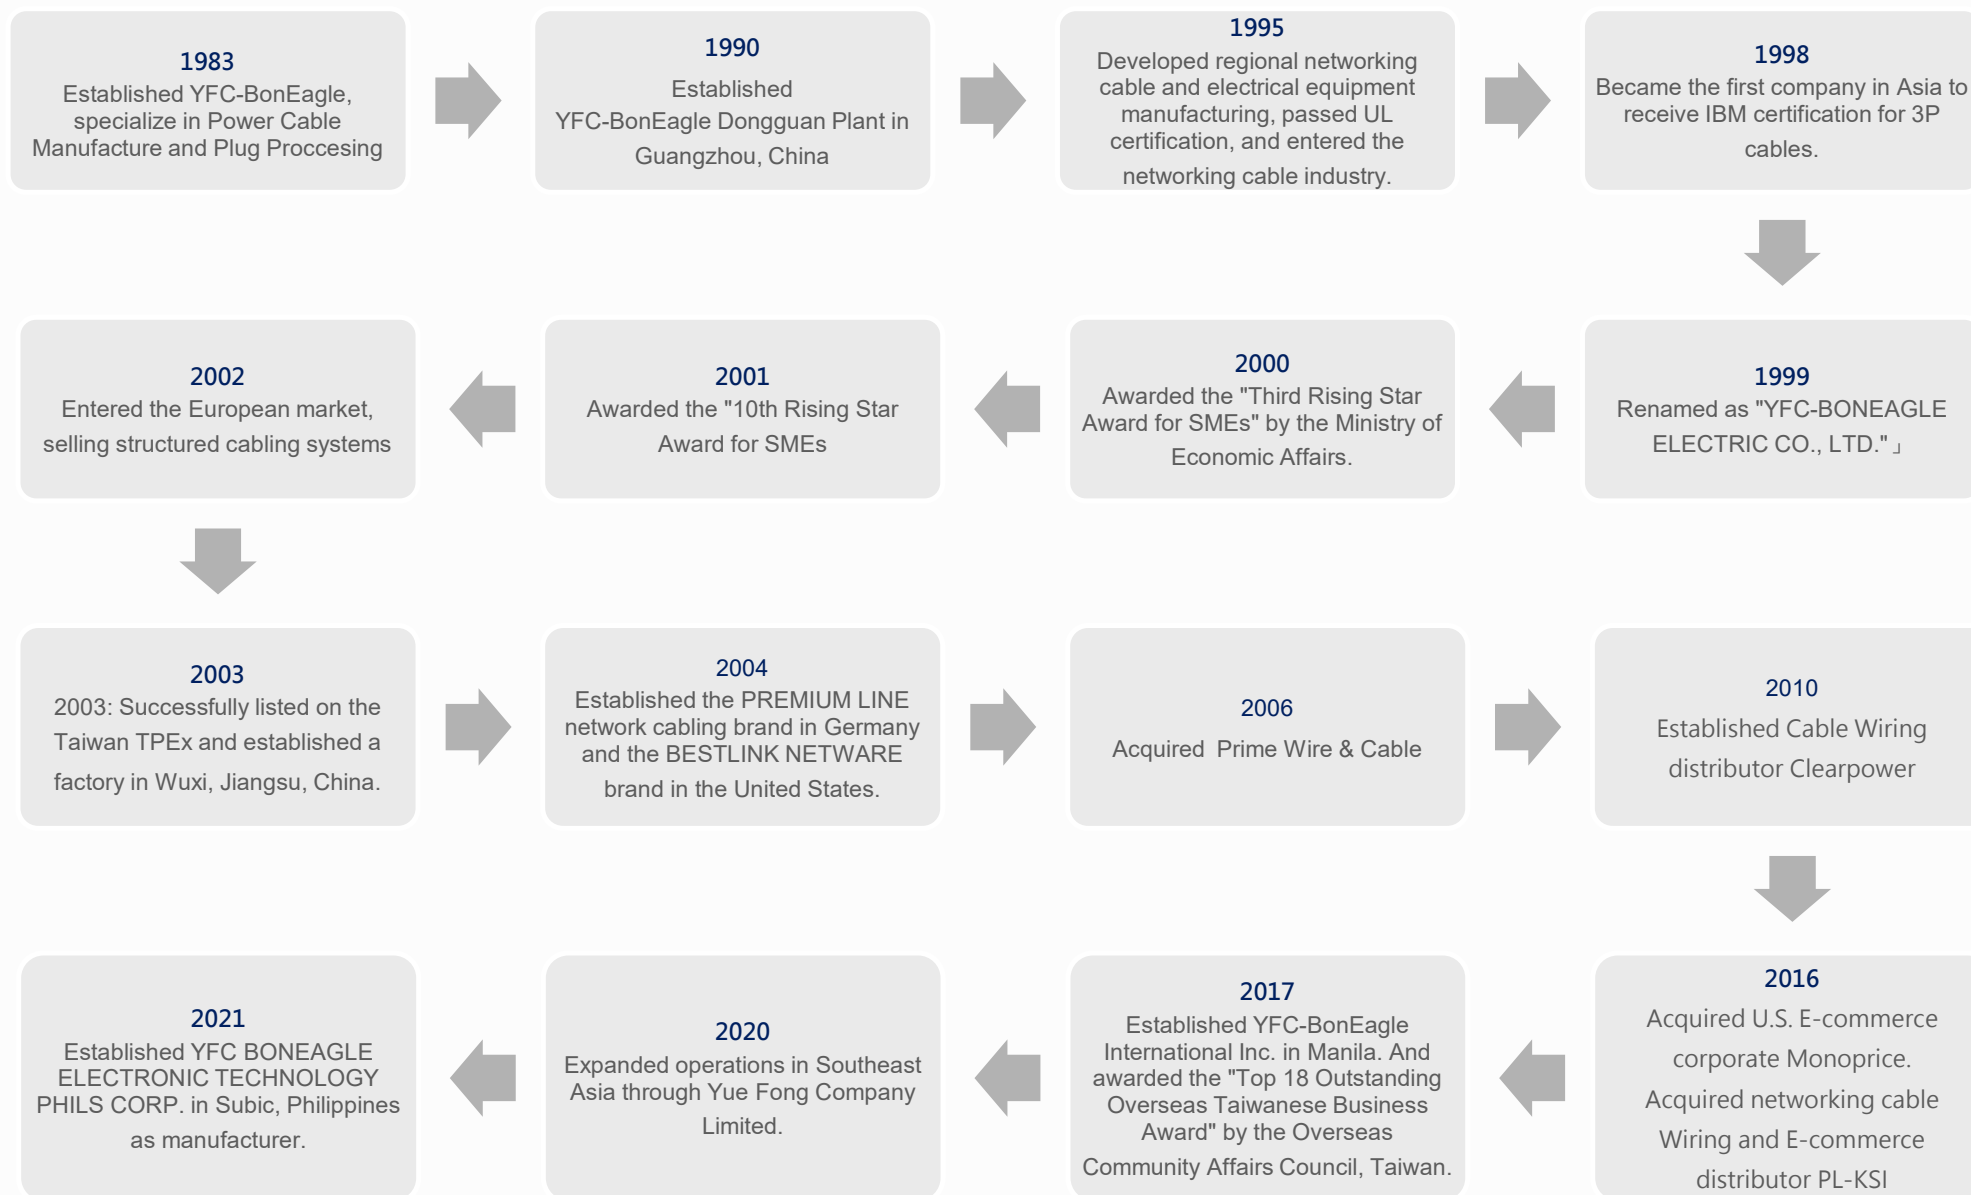 1983
Established YFC-BonEagle,
specialize in Power Cable
Manufacture and Plug Proccesing
1990
Established
YFC-BonEagle Dongguan Plant in
Guangzhou, China
1995
Developed regional networking
cable and electrical equipment
manufacturing, passed UL
certification, and entered the
networking cable industry.
1998
Became the first company in Asia to
receive IBM certification for 3P
cables.
1999
Renamed as "YFC-BONEAGLE
ELECTRIC CO., LTD."」
2000
Awarded the "Third Rising Star
Award for SMEs" by the Ministry of
Economic Affairs.
2001
Awarded the "10th Rising Star
Award for SMEs
2002
Entered the European market,
selling structured cabling systems
2003
2003: Successfully listed on the
Taiwan TPEx and established a
factory in Wuxi, Jiangsu, China.
2004
Established the PREMIUM LINE
network cabling brand in Germany
and the BESTLINK NETWARE
brand in the United States.
2006
Acquired  Prime Wire & Cable
2010
Established Cable Wiring
distributor Clearpower
2016
Acquired U.S. E-commerce
corporate Monoprice.
Acquired networking cable
Wiring and E-commerce
distributor PL-KSI
2017
Established YFC-BonEagle
International Inc. in Manila. And
awarded the "Top 18 Outstanding
Overseas Taiwanese Business
Award" by the Overseas
Community Affairs Council, Taiwan.
2020
Expanded operations in Southeast
Asia through Yue Fong Company
Limited.
2021
Established YFC BONEAGLE
ELECTRONIC TECHNOLOGY
PHILS CORP. in Subic, Philippines
as manufacturer.